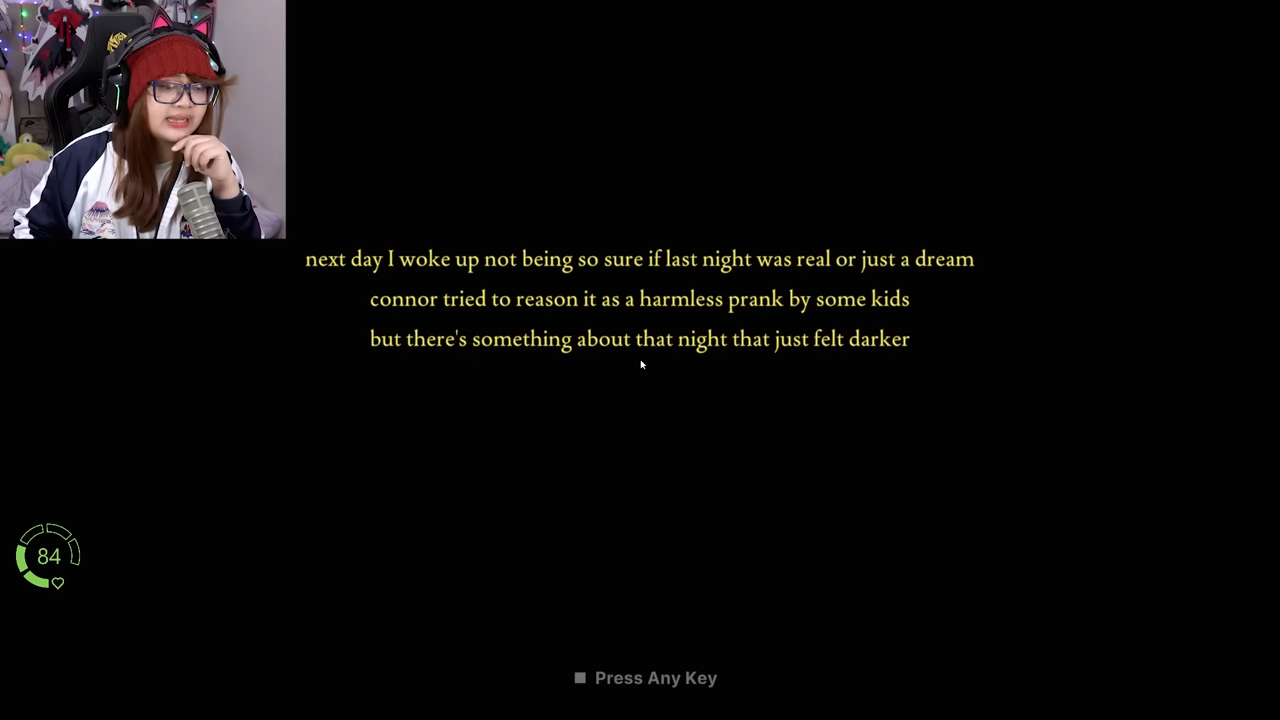 next day I woke up not being so sure if last night was real or just a dream
connor tried to reason it as a harmless prank by some kids
but there's something about that night that just felt darker
84
Press Any Key